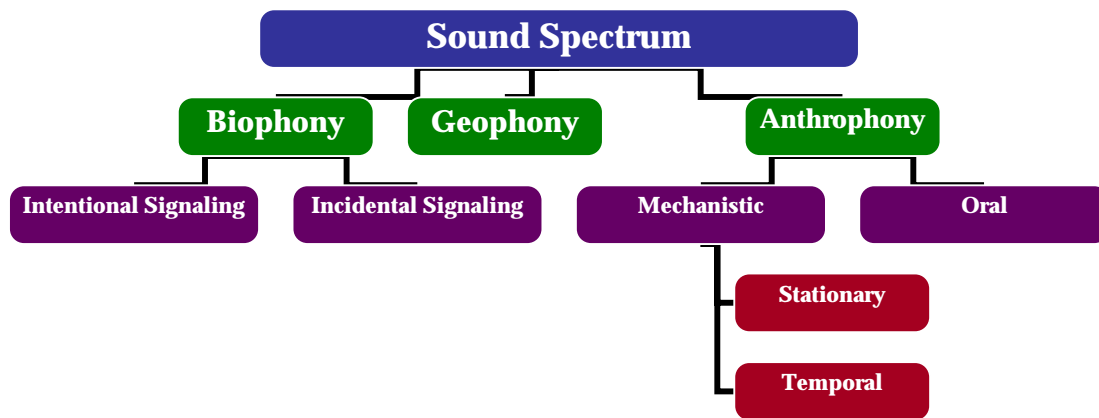 Sound Spectrum
Biophony
Geophony
Anthrophony
Intentional Signaling
Incidental Signaling
Mechanistic
Oral
Stationary
Temporal